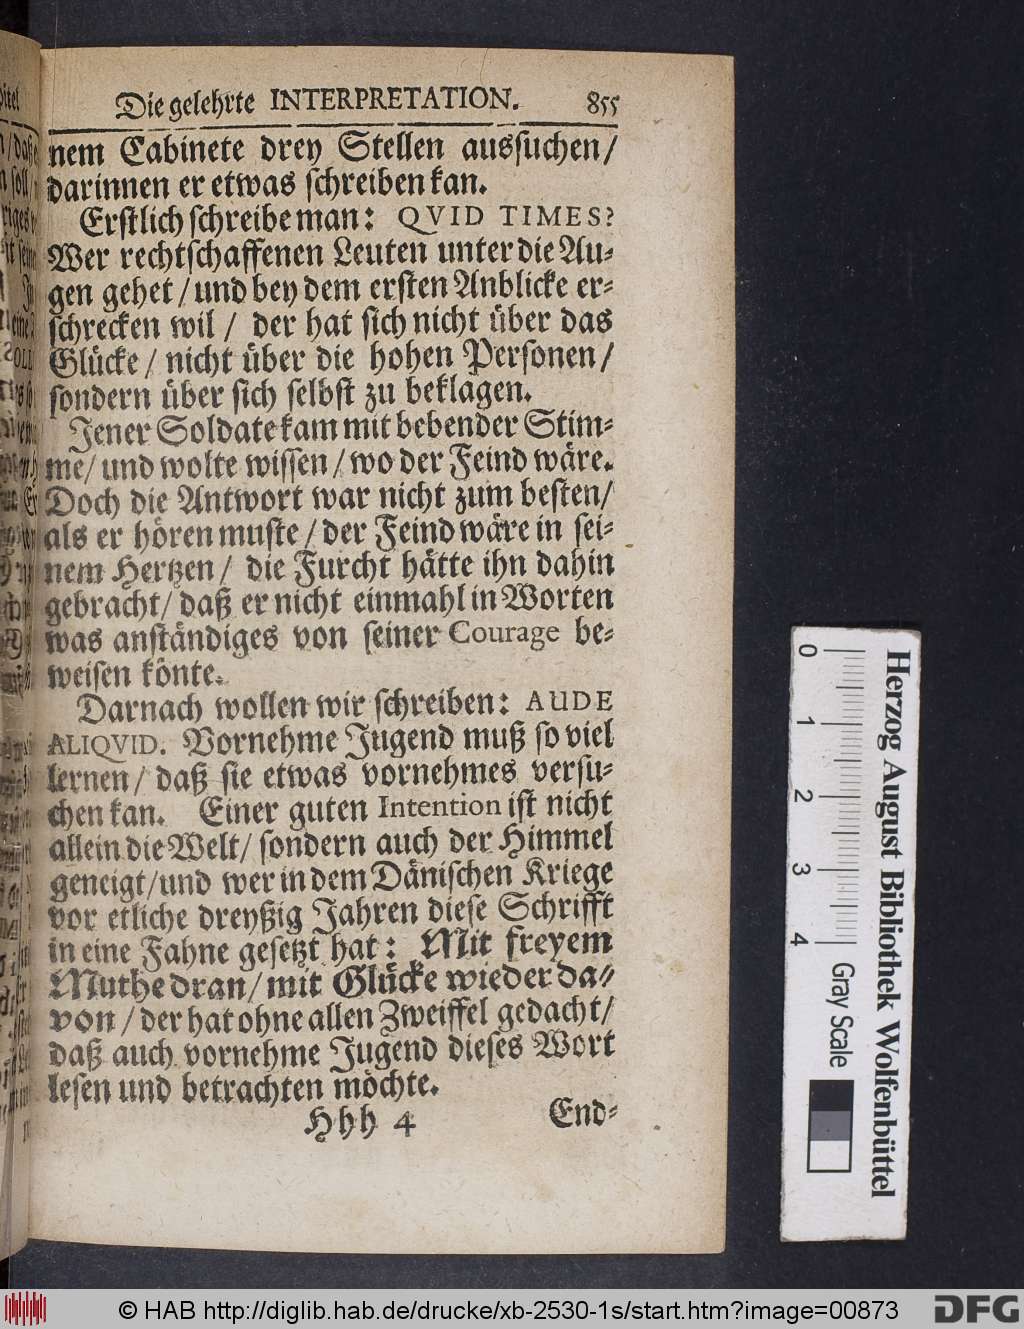 Die gelehrte INTERPRETATION. 855
nem Cabinete drey Stellen aussuchen/
darinnen er etwas schreiben kan.
Erstlich schreibe man: QVID TIMES?
Wer rechtschaffenen Leuten unter die Au⸗
gen gehet / und bey dem ersten Anblicke er⸗
schrecken wil / der hat sich nicht über das
Glücke / nicht über die hohen Personen /
sondern über sich selbst zu beklagen.
Jener Soldate kam mit bebender Stim⸗
me / und wolte wissen / wo der Feind wäre.
Doch die Antwort war nicht zum besten /
als er hören muste / der Feind wäre in sei⸗
nem Hertzen / die Furcht hätte ihn dahin
gebracht / daß er nicht einmahl in Worten
was anständiges von seiner Courage be⸗
weisen könte.
Darnach wollen wir schreiben: AUDE
ALIQVID. Vornehme Jugend muß so viel
lernen / daß sie etwas vornehmes versu⸗
chen kan. Einer guten Intention ist nicht
allein die Welt / sondern auch der Himmel
geneigt / und wer in dem Dänischen Kriege
vor etliche dreyßig Jahren diese Schrifft
in eine Fahne gesetzt hat: Mit freyem
Muthe dran / mit Glücke wieder da⸗
von / der hat ohne allen Zweiffel gedacht /
daß auch vornehme Jugend dieses Wort
lesen und betrachten möchte.
Hhh 4 End⸗
0 1 2 3 4 Gray Scale
Herzog August Bibliothek Wolfenbüttel
© HAB http://diglib.hab.de/drucke/xb-2530-1s/start.htm?image=00873 DFG